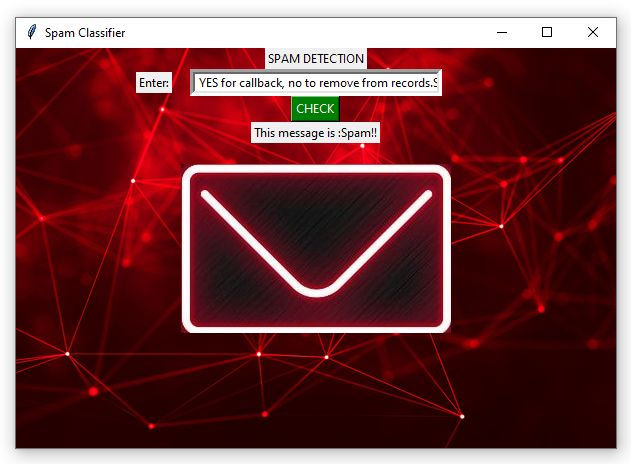 Spam Classifier
SPAM DETECTION
Enter: YES for callback, no to remove from records.S
CHECK
This message is :Spam!!